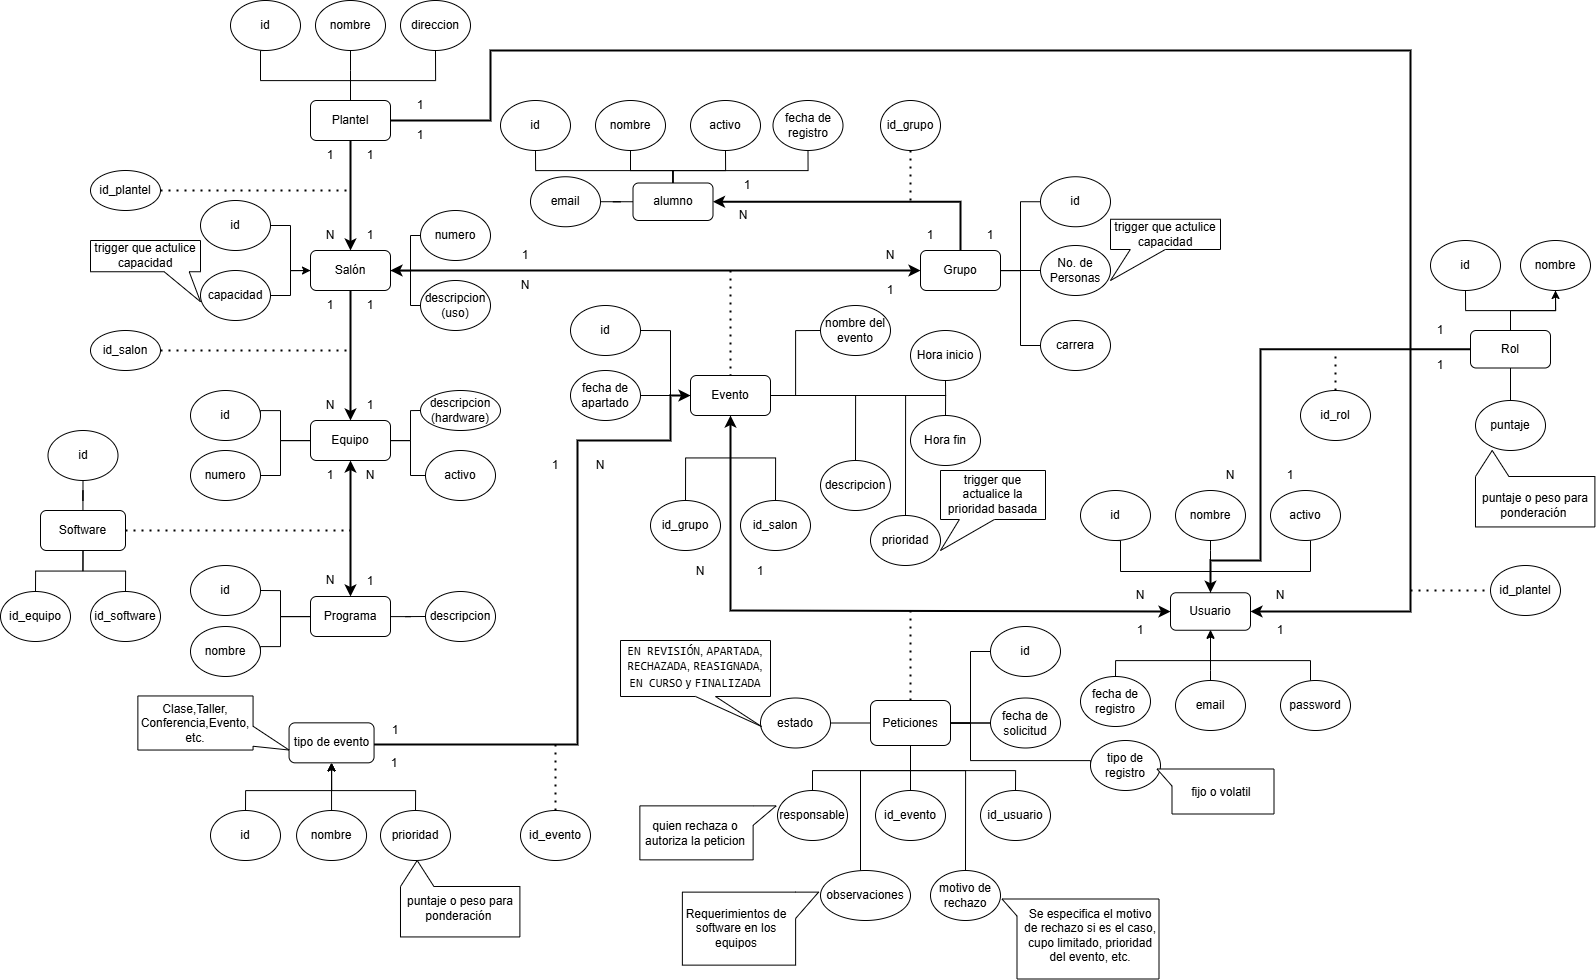 id
nombre
direccion
Plantel
1
1
1
1
id_plantel
id
trigger que actulice
capacidad
capacidad
N
1
Salón
numero
descripcion
(uso)
1
N
N
1
1
1
id_salon
id
numero
N
1
Equipo
descripcion
(hardware)
activo
1
N
id
Software
id_equipo
id_software
N
1
id
nombre
Programa
descripcion
id
nombre
activo
fecha de
registro
id_grupo
email
alumno
1
N
1
1
Grupo
id
No. de
Personas
trigger que actulice
capacidad
carrera
id
fecha de
apartado
Evento
nombre del
evento
Hora inicio
Hora fin
descripcion
prioridad
trigger que
actualice la
prioridad basada
1
N
id_grupo
id_salon
N
1
id
nombre
Rol
1
1
puntaje
puntaje o peso para
ponderación
id_rol
N
1
id
nombre
activo
N
1
Usuario
N
1
id_plantel
fecha de
registro
email
password
EN REVISIÓN, APARTADA,
RECHAZADA, REASIGNADA,
EN CURSO y FINALIZADA
estado
Peticiones
id
fecha de
solicitud
tipo de
registro
fijo o volatil
responsable
id_evento
id_usuario
quien rechaza o
autoriza la peticion
observaciones
motivo de
rechazo
Requerimientos de
software en los
equipos
Se especifica el motivo
de rechazo si es el caso,
cupo limitado, prioridad
del evento, etc.
Clase,Taller,
Conferencia,Evento,
etc.
tipo de evento
1
1
id
nombre
prioridad
id_evento
puntaje o peso para
ponderación